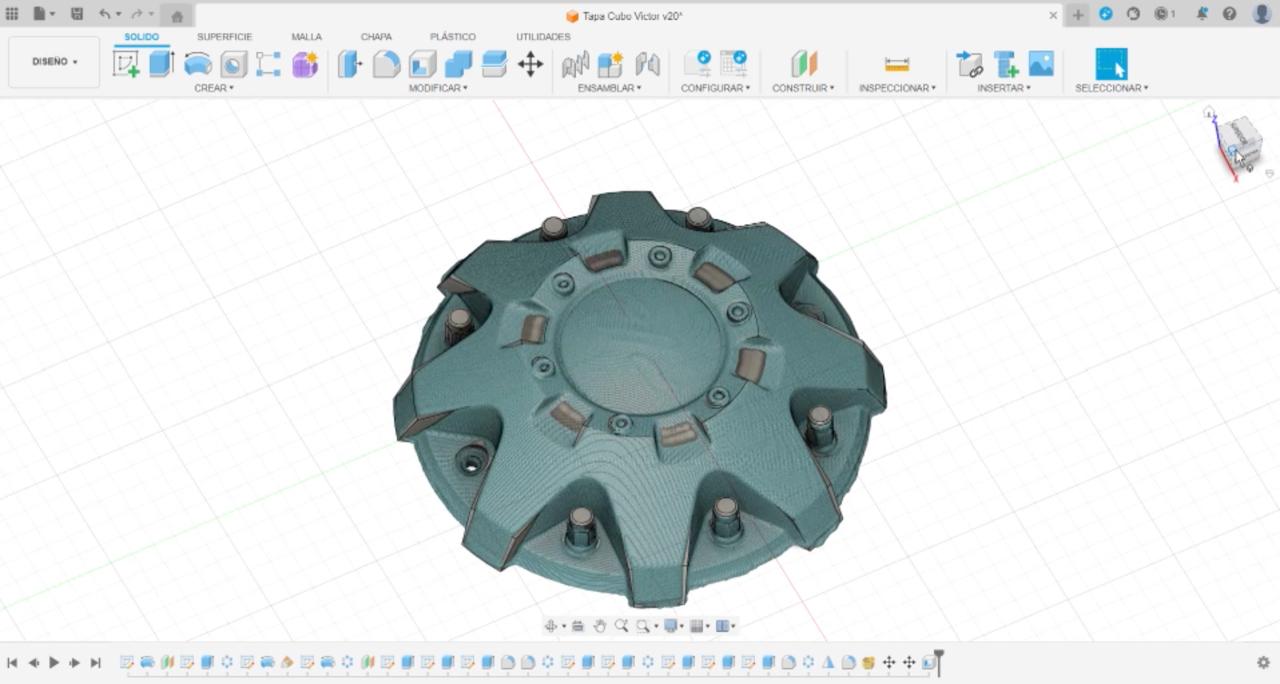 Tapa Cubo Victor v20*
1
DISEÑO
SOLIDO SUPERFICIE MALLA CHAPA PLÁSTICO UTILIDADES
CREAR MODIFICAR ENSAMBLAR CONFIGURAR CONSTRUIR INSPECCIONAR INSERTAR SELECCIONAR
Z
X